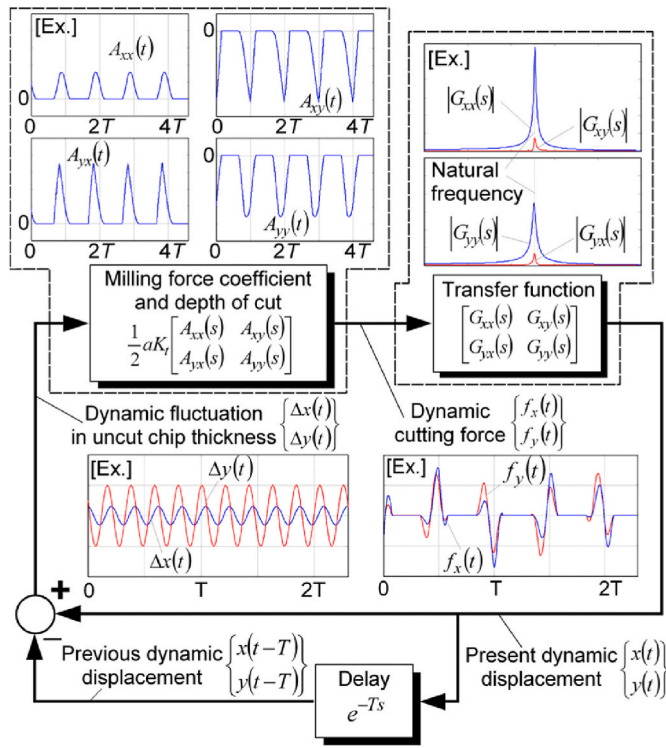 [Ex.]
A_xx(t)
0
0 2T 4T
0
A_xy(t)
0 2T 4T
A_yx(t)
0
0 2T 4T
0
A_yy(t)
0 2T 4T
[Ex.]
|G_xx(s)|
|G_xy(s)|
Natural
frequency
|G_yy(s)|
|G_yx(s)|
Milling force coefficient
and depth of cut
1/2 aK_t [A_xx(s) A_xy(s)
A_yx(s) A_yy(s)]
Transfer function
[G_xx(s) G_xy(s)
G_yx(s) G_yy(s)]
Dynamic fluctuation
in uncut chip thickness {Δx(t)
Δy(t)}
Dynamic
cutting force {f_x(t)
f_y(t)}
[Ex.]
Δy(t)
Δx(t)
0 T 2T
[Ex.]
f_y(t)
f_x(t)
0 T 2T
+
−
Previous dynamic
displacement {x(t−T)
y(t−T)}
Delay
e^−Ts
Present dynamic
displacement {x(t)
y(t)}